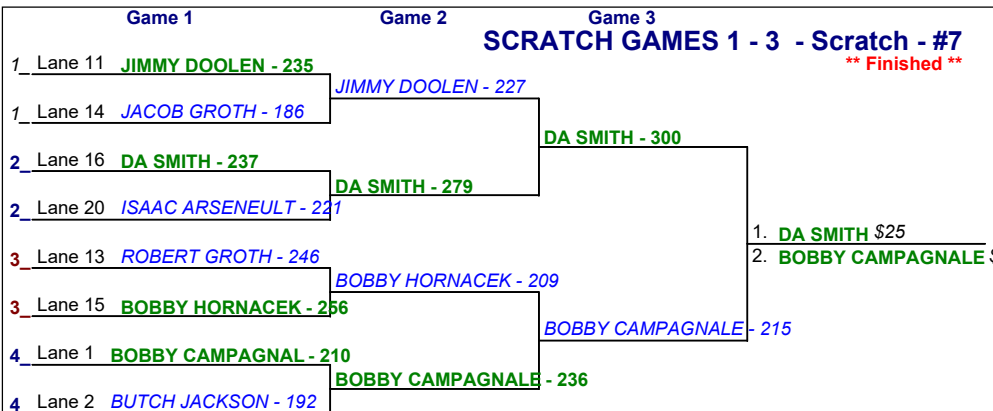 Game 1 Game 2 Game 3
SCRATCH GAMES 1 - 3 - Scratch - #7
** Finished **
1_ Lane 11 JIMMY DOOLEN - 235
JIMMY DOOLEN - 227
1_ Lane 14 JACOB GROTH - 186
DA SMITH - 300
2_ Lane 16 DA SMITH - 237
DA SMITH - 279
2_ Lane 20 ISAAC ARSENEULT - 221
1. DA SMITH $25
3_ Lane 13 ROBERT GROTH - 246
2. BOBBY CAMPAGNALE $
BOBBY HORNACEK - 209
3_ Lane 15 BOBBY HORNACEK - 256
BOBBY CAMPAGNALE - 215
4_ Lane 1 BOBBY CAMPAGNAL - 210
BOBBY CAMPAGNALE - 236
4 Lane 2 BUTCH JACKSON - 192